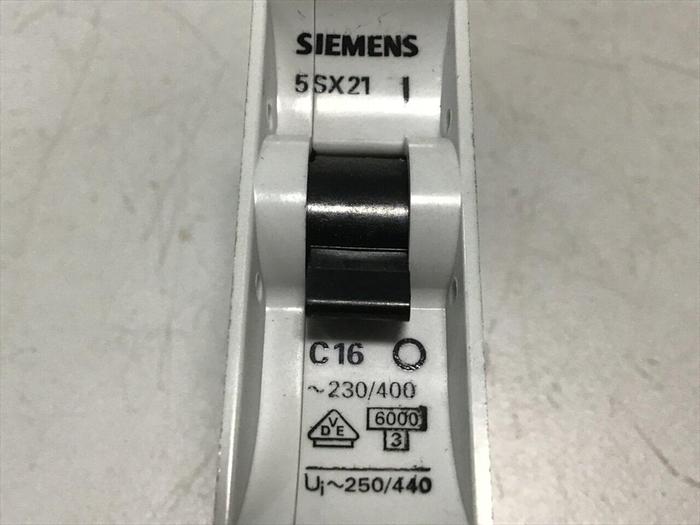 SIEMENS
5SX21 I
C16 O
~230/400
VDE 6000
3
Ui~250/440